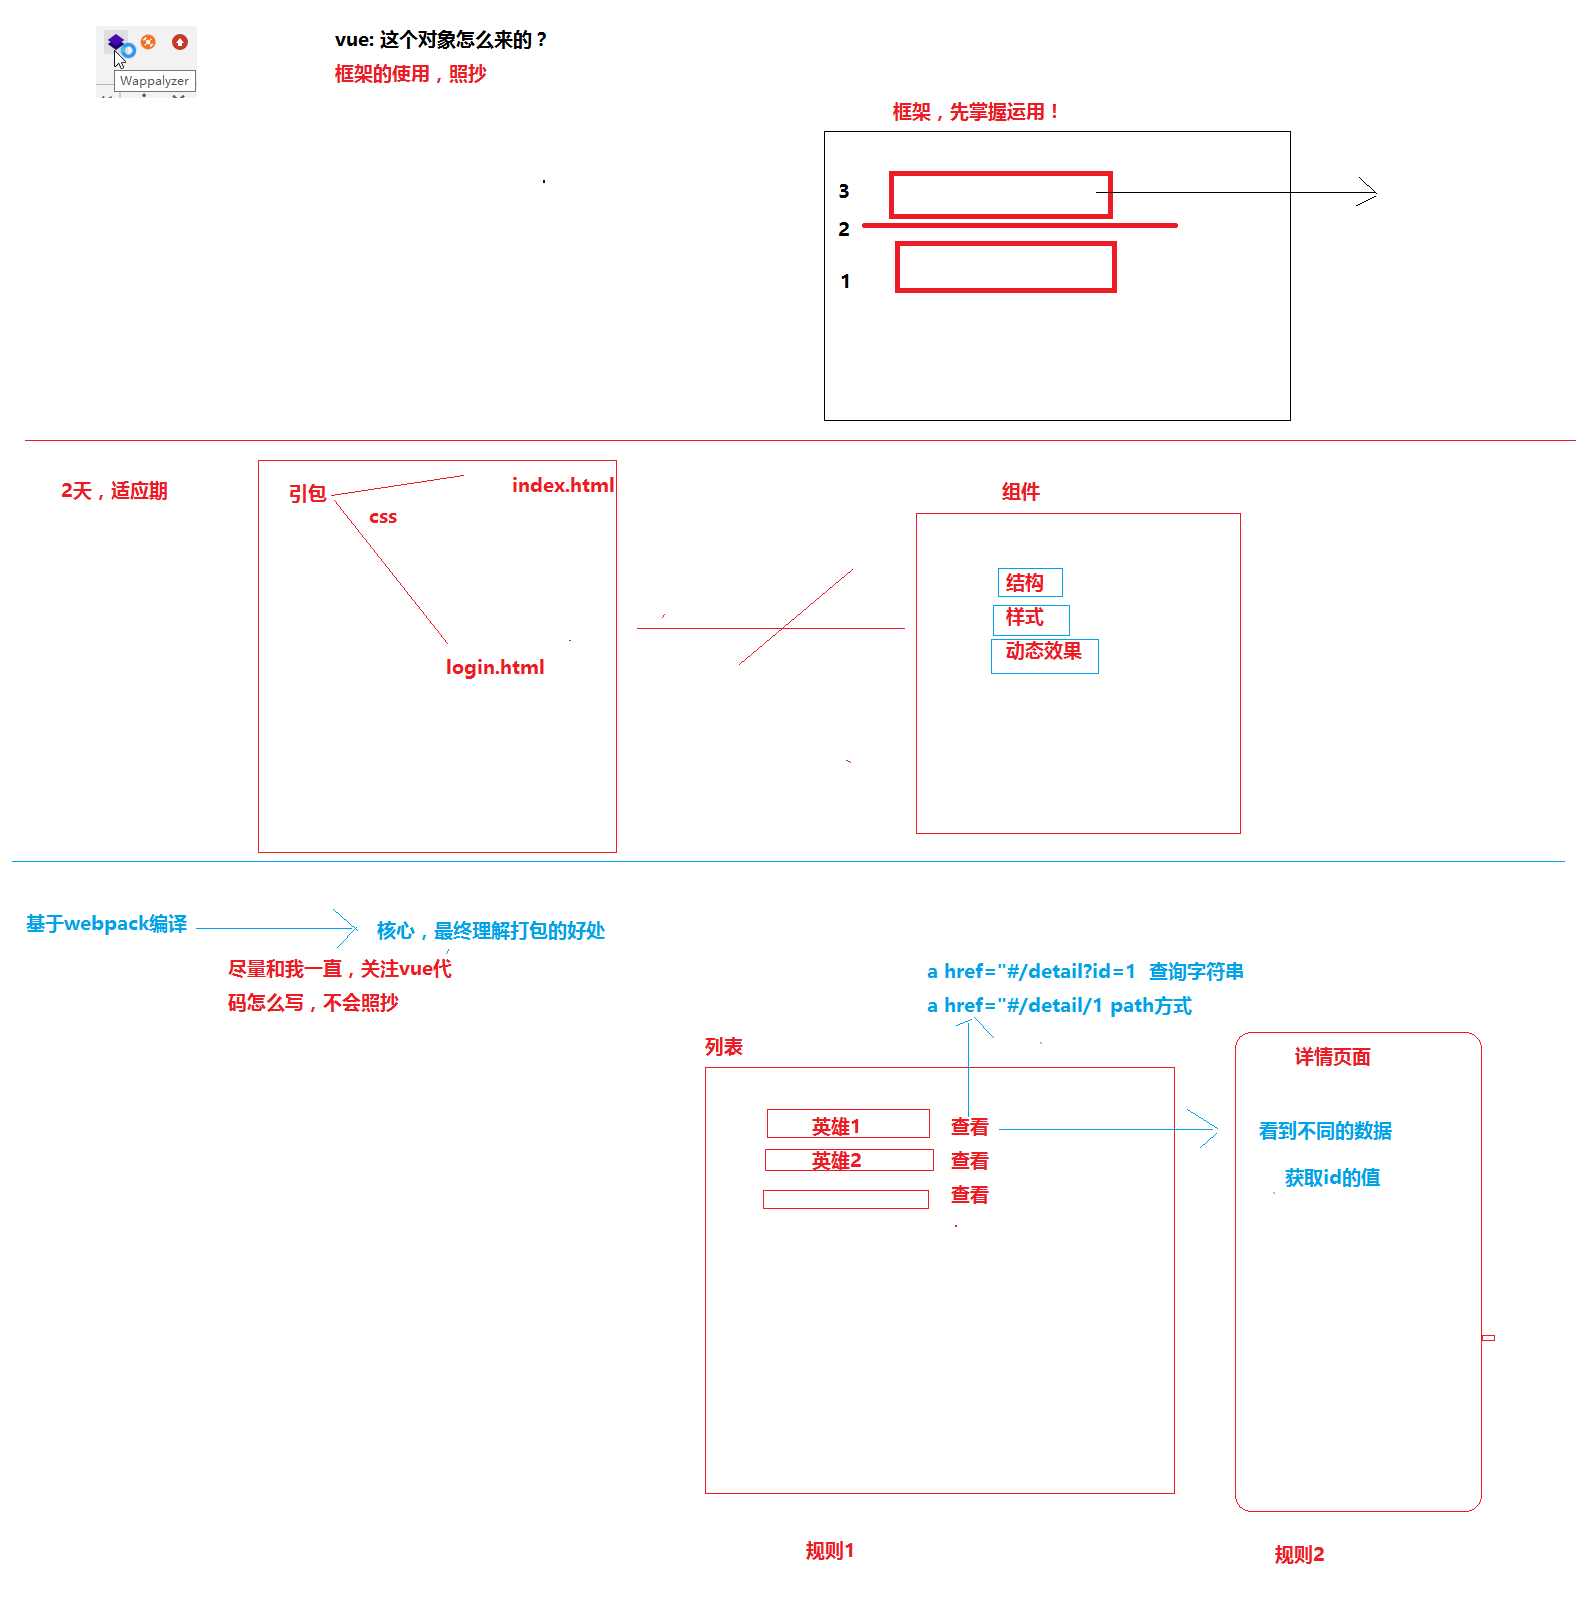 Wappalyzer
vue: 这个对象怎么来的？
框架的使用，照抄
框架，先掌握运用！
3
2
1
2天，适应期
引包
css
index.html
login.html
组件
结构
样式
动态效果
基于webpack编译
核心，最终理解打包的好处
尽量和我一直，关注vue代
码怎么写，不会照抄
a href="#/detail?id=1  查询字符串
a href="#/detail/1 path方式
列表
英雄1
查看
英雄2
查看
查看
详情页面
看到不同的数据
获取id的值
规则1
规则2